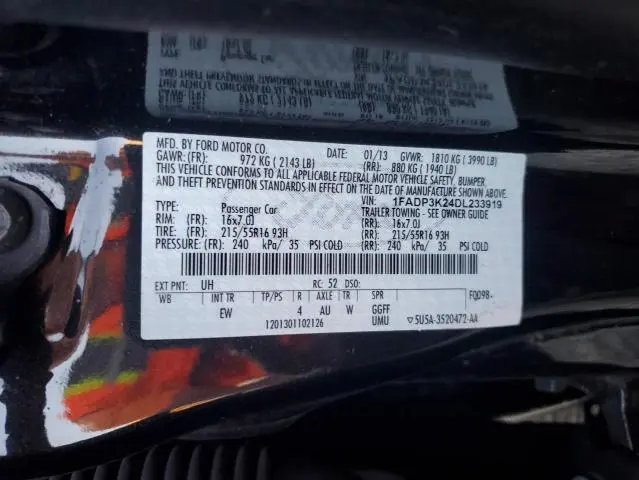 MFD. BY FORD MOTOR CO.
DATE: 01/13 GVWR: 1810 KG ( 3990 LB)
GAWR: (FR): 972 KG ( 2143 LB) (RR): 880 KG ( 1940 LB)
THIS VEHICLE CONFORMS TO ALL APPLICABLE FEDERAL MOTOR VEHICLE SAFETY, BUMPER,
AND THEFT PREVENTION STANDARDS IN EFFECT ON THE DATE OF MANUFACTURE SHOWN ABOVE.
VIN: 1FADP3K24DL233919
TYPE: Passenger Car TRAILER TOWING - SEE OWNER GUIDE
RIM: (FR): 16x7.0J (RR): 16x7.0J
TIRE: (FR): 215/55R16 93H (RR): 215/55R16 93H
PRESSURE: (FR): 240 kPa/ 35 PSI COLD (RR): 240 kPa/ 35 PSI COLD
EXT PNT: UH RC: 52 DSO:
WB INT TR TP/PS R AXLE TR SPR F0098-
EW 4 AU W GGFF
1201301102126 UMU ▽5U5A-3520472-AA